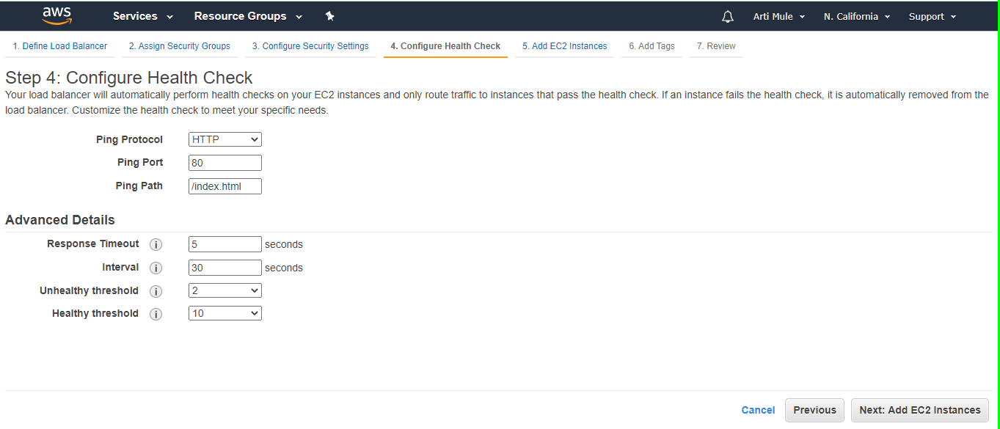 aws Services Resource Groups Arti Mule N. California Support
1. Define Load Balancer 2. Assign Security Groups 3. Configure Security Settings 4. Configure Health Check 5. Add EC2 Instances 6. Add Tags 7. Review
Step 4: Configure Health Check
Your load balancer will automatically perform health checks on your EC2 instances and only route traffic to instances that pass the health check. If an instance fails the health check, it is automatically removed from the
load balancer. Customize the health check to meet your specific needs.
Ping Protocol HTTP
Ping Port 80
Ping Path /index.html
Advanced Details
Response Timeout i 5 seconds
Interval i 30 seconds
Unhealthy threshold i 2
Healthy threshold i 10
Cancel Previous Next: Add EC2 Instances